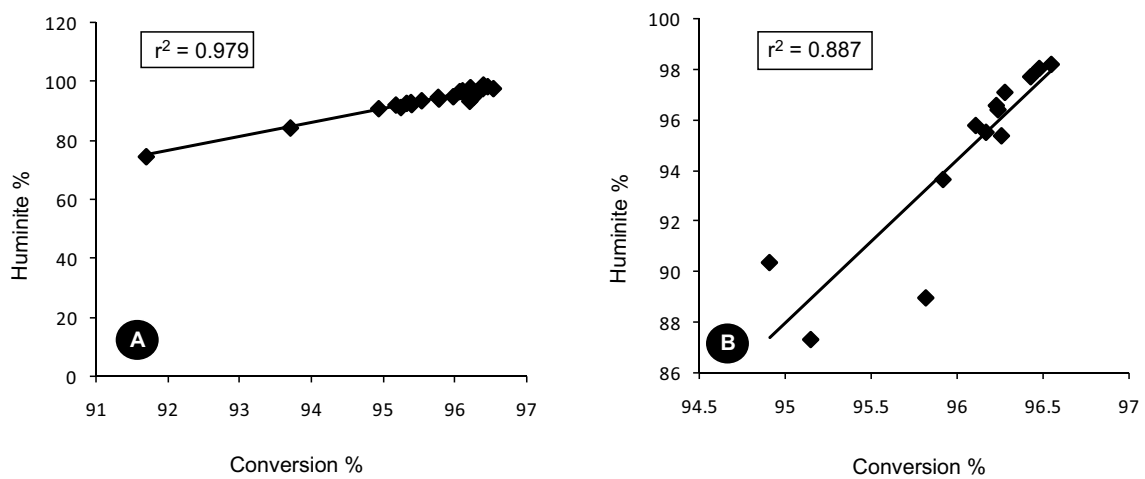 120
100
80
60
40
20
0
Huminite %
r² = 0.979
A
91 92 93 94 95 96 97
Conversion %
100
98
96
94
92
90
88
86
Huminite %
r² = 0.887
B
94.5 95 95.5 96 96.5 97
Conversion %